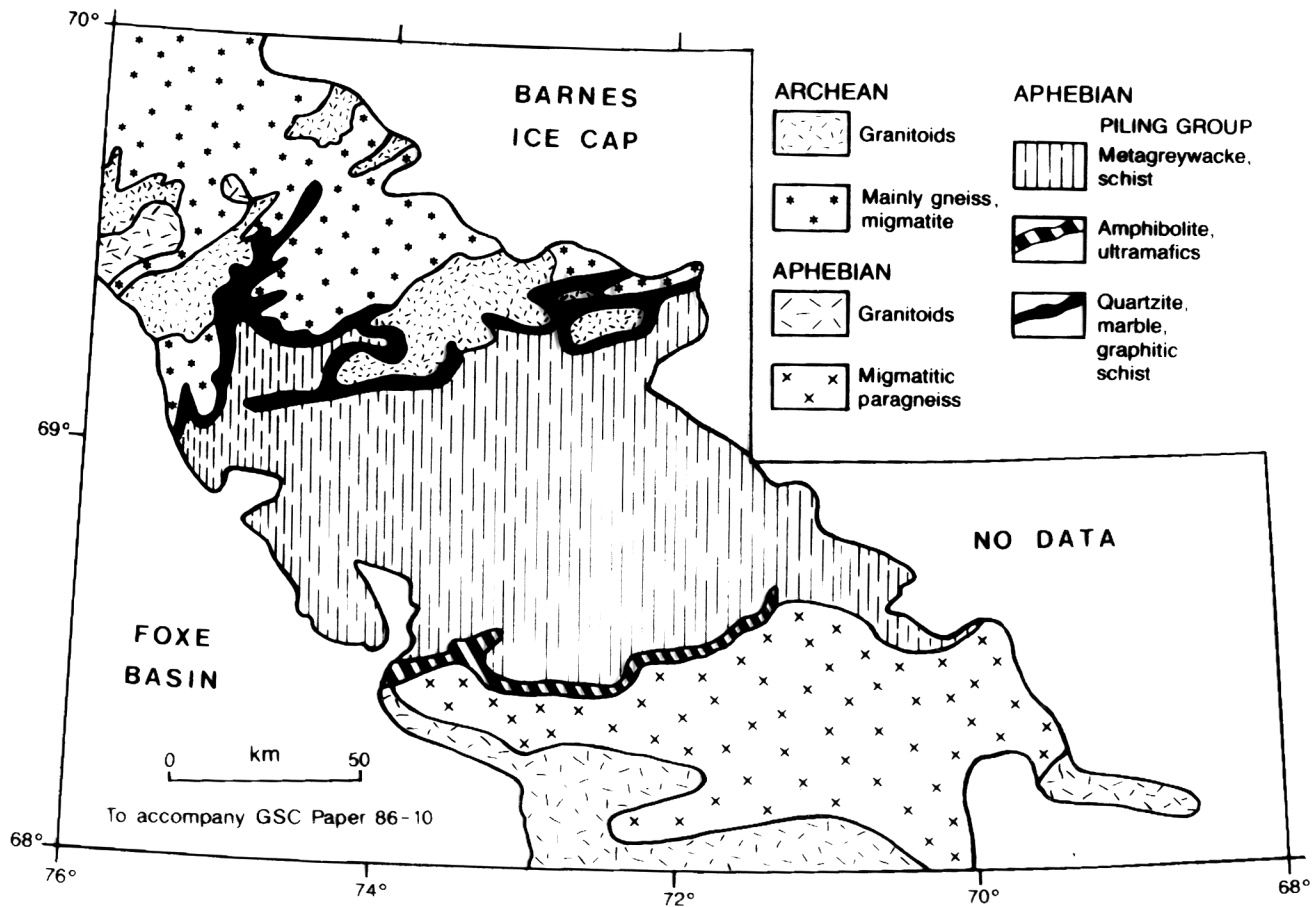 70°
BARNES
ICE CAP
ARCHEAN
Granitoids
Mainly gneiss,
migmatite
APHEBIAN
Granitoids
Migmatitic
paragneiss
APHEBIAN
PILING GROUP
Metagreywacke,
schist
Amphibolite,
ultramafics
Quartzite,
marble,
graphitic
schist
69°
NO DATA
FOXE
BASIN
0 km 50
To accompany GSC Paper 86-10
68°
76°
74°
72°
70°
68°